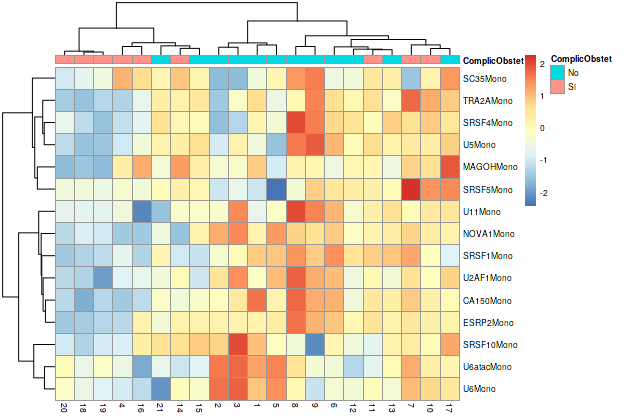 ComplicObstet
SC35Mono
TRA2AMono
SRSF4Mono
U5Mono
MAGOHMono
SRSF5Mono
U11Mono
NOVA1Mono
SRSF1Mono
U2AF1Mono
CA150Mono
ESRP2Mono
SRSF10Mono
U6atacMono
U6Mono
20 18 19 4 16 21 14 15 2 3 1 5 8 9 6 12 11 13 7 10 17
2
1
0
-1
-2
ComplicObstet
No
SI